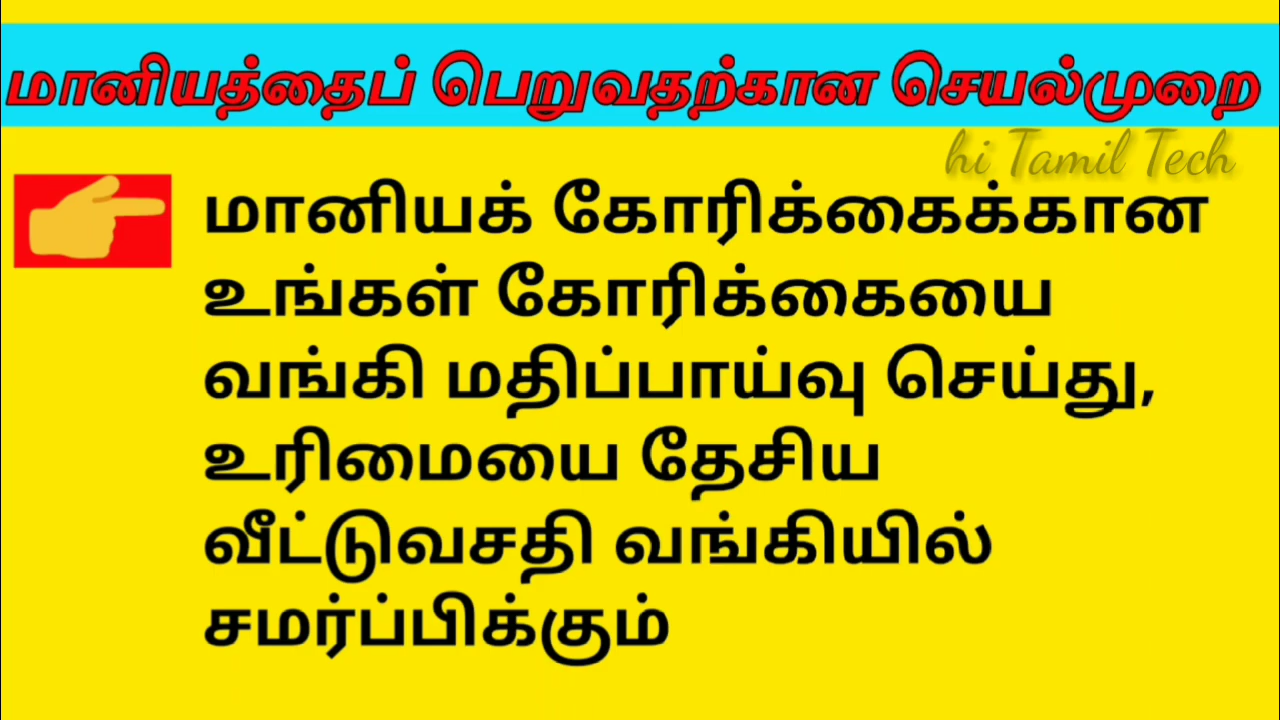 மானியத்தைப் பெறுவதற்கான செயல்முறை
hi Tamil Tech
மானியக் கோரிக்கைக்கான
உங்கள் கோரிக்கையை
வங்கி மதிப்பாய்வு செய்து,
உரிமையை தேசிய
வீட்டுவசதி வங்கியில்
சமர்ப்பிக்கும்